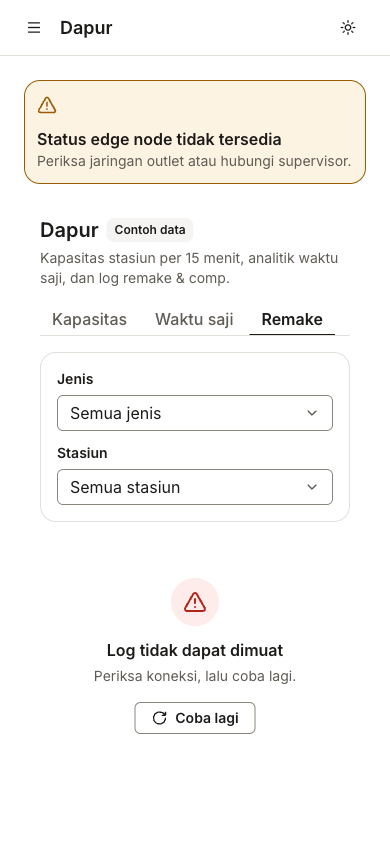 Dapur
Status edge node tidak tersedia
Periksa jaringan outlet atau hubungi supervisor.
Dapur
Contoh data
Kapasitas stasiun per 15 menit, analitik waktu
saji, dan log remake & comp.
Kapasitas
Waktu saji
Remake
Jenis
Semua jenis
Stasiun
Semua stasiun
Log tidak dapat dimuat
Periksa koneksi, lalu coba lagi.
Coba lagi